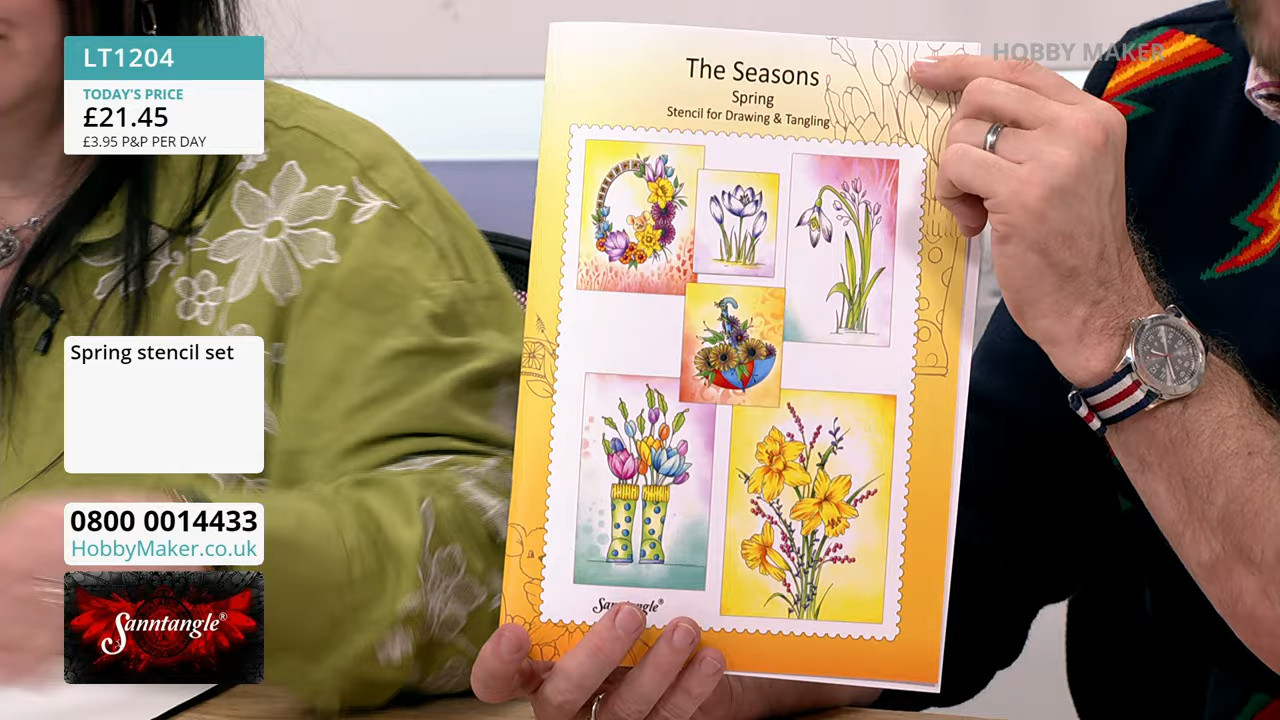 LT1204
TODAY'S PRICE
£21.45
£3.95 P&P PER DAY
Spring stencil set
0800 0014433
HobbyMaker.co.uk
Sanntangle®
HOBBY MAKER
The Seasons
Spring
Stencil for Drawing & Tangling
Sanntangle®